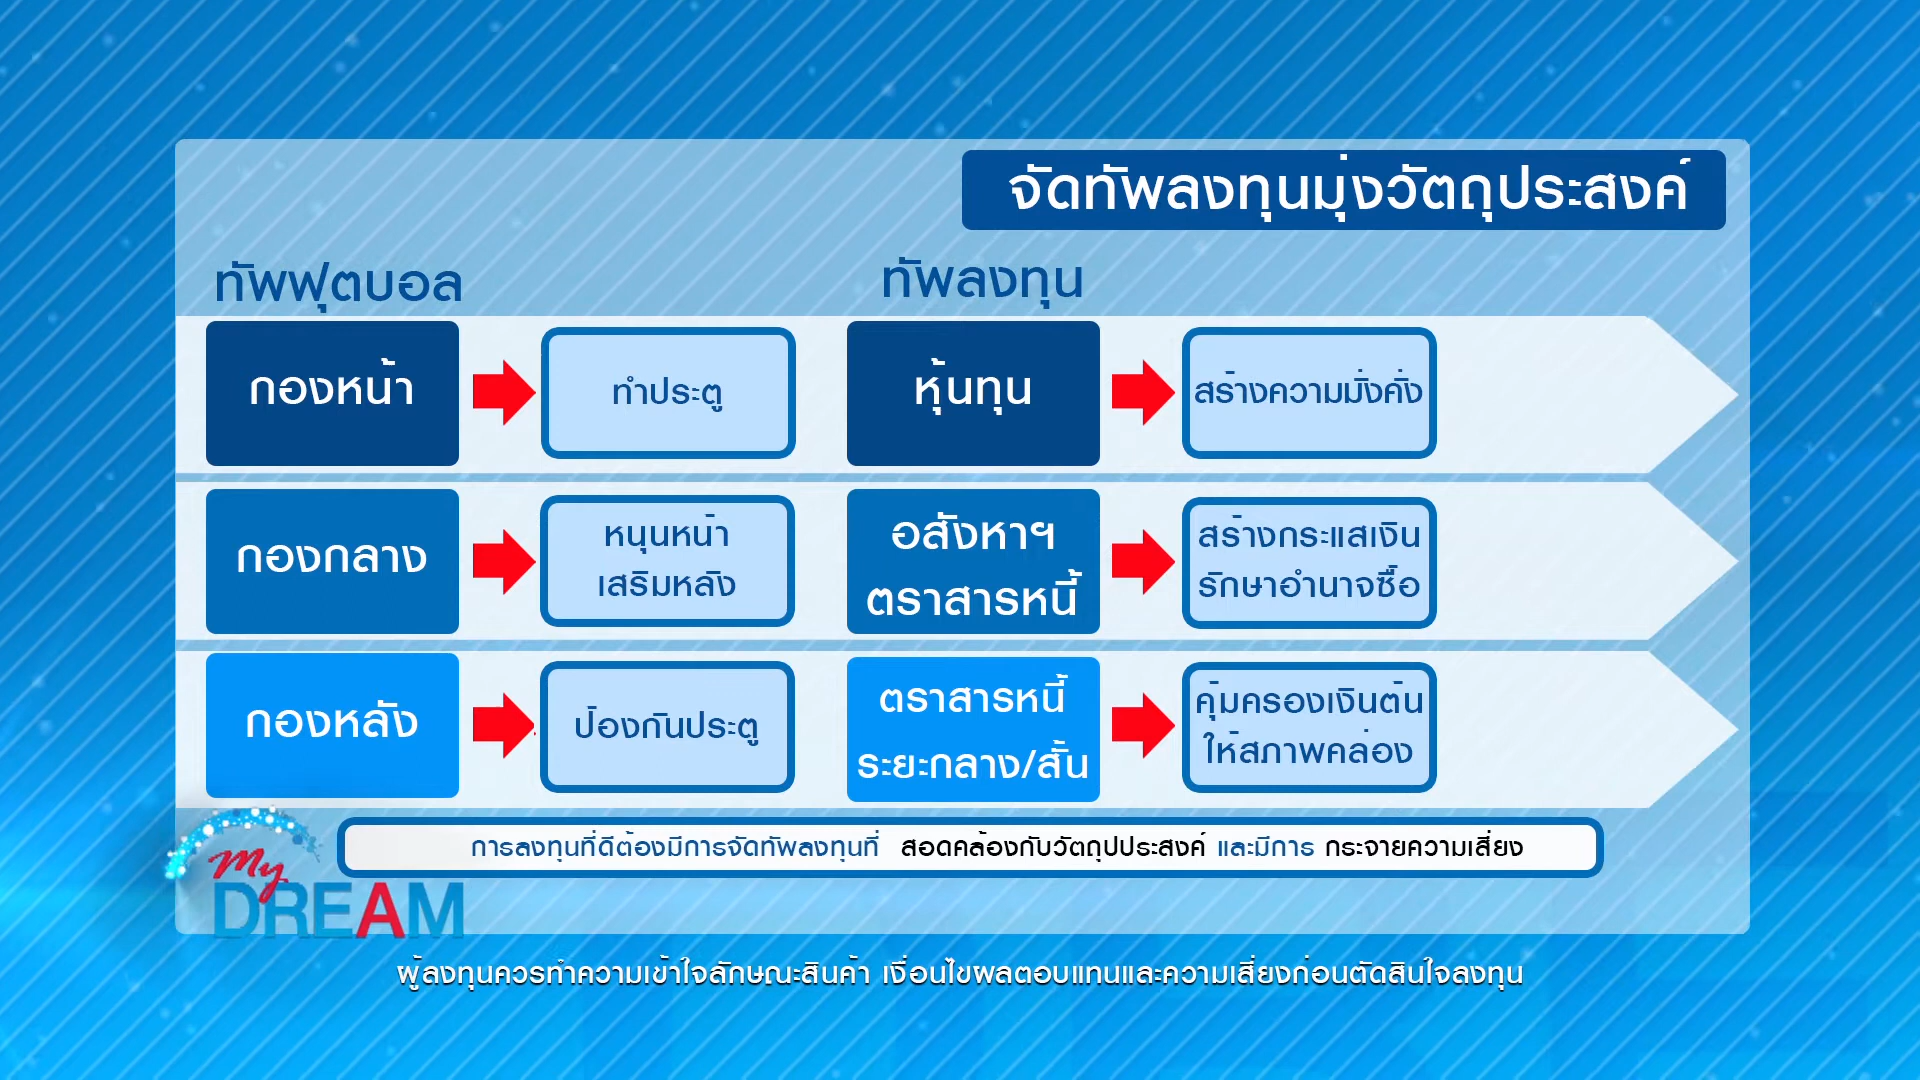 จัดทัพลงทุนมุ่งวัตถุประสงค์
ทัพฟุตบอล
ทัพลงทุน
กองหน้า
ทำประตู
หุ้นทุน
สร้างความมั่งคั่ง
กองกลาง
หนุนหน้า
เสริมหลัง
อสังหาฯ
ตราสารหนี้
สร้างกระแสเงิน
รักษาอำนาจซื้อ
กองหลัง
ป้องกันประตู
ตราสารหนี้
ระยะกลาง/สั้น
คุ้มครองเงินต้น
ให้สภาพคล่อง
การลงทุนที่ดีต้องมีการจัดทัพลงทุนที่ สอดคล้องกับวัตถุปประสงค์ และมีการ กระจายความเสี่ยง
My
DREAM
ผู้ลงทุนควรทำความเข้าใจลักษณะสินค้า เงื่อนไขผลตอบแทนและความเสี่ยงก่อนตัดสินใจลงทุน